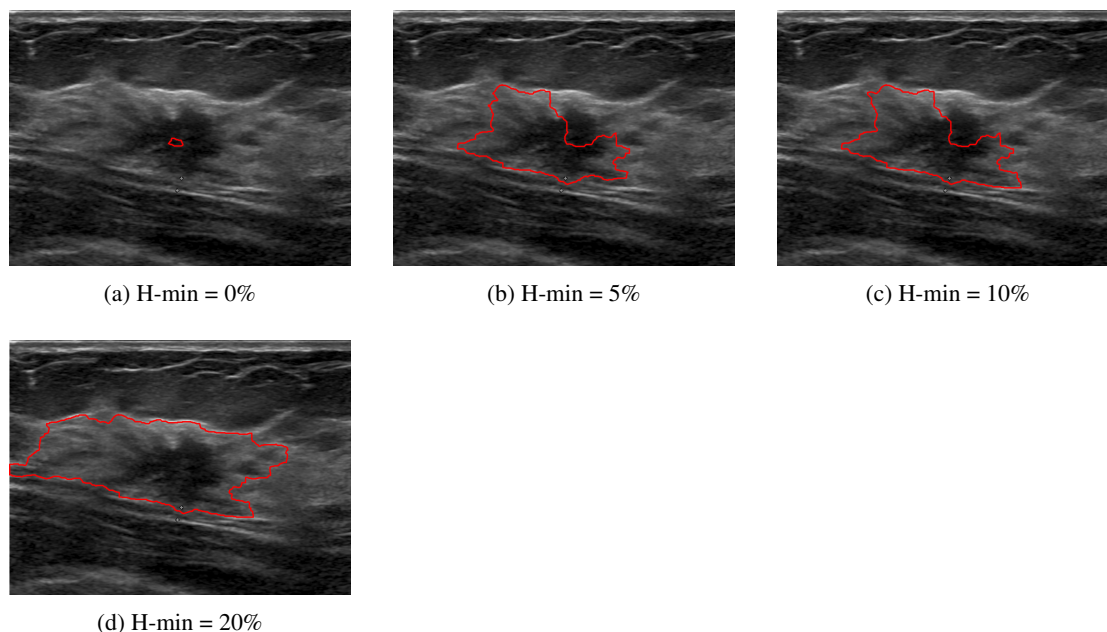 (a) H-min = 0%
(b) H-min = 5%
(c) H-min = 10%
(d) H-min = 20%